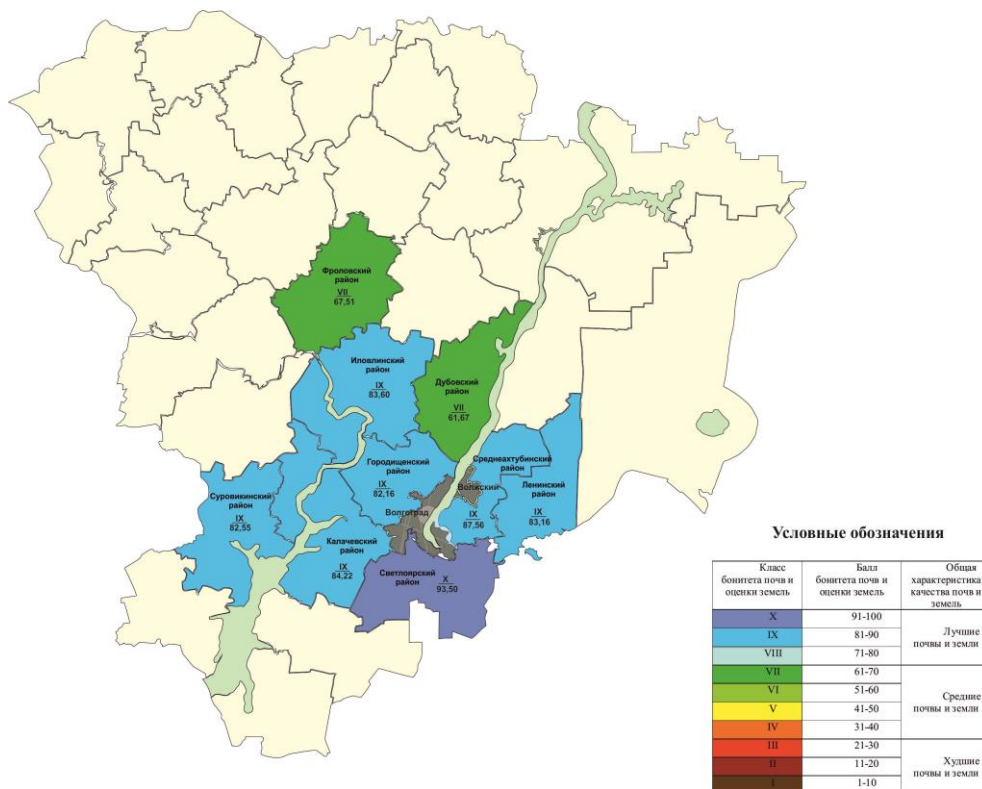 Фроловский
район
VII
67,51
Иловлинский
район
IX
83,60
Дубовский
район
VII
61,67
Городищенский
район
IX
82,16
Среднеахтубинский
район
Волжский
IX
87,56
Ленинский
район
IX
83,16
Суровикинский
район
IX
82,55
Волгоград
Калачевский
район
IX
84,22
Светлоярский
район
X
93,50
Условные обозначения
Класс
бонитета почв и
оценки земель
Балл
бонитета почв и
оценки земель
Общая
характеристика
качества почв и
земель
X 91-100
IX 81-90
VIII 71-80
Лучшие
почвы и земли
VII 61-70
VI 51-60
V 41-50
IV 31-40
Средние
почвы и земли
III 21-30
II 11-20
I 1-10
Худшие
почвы и земли